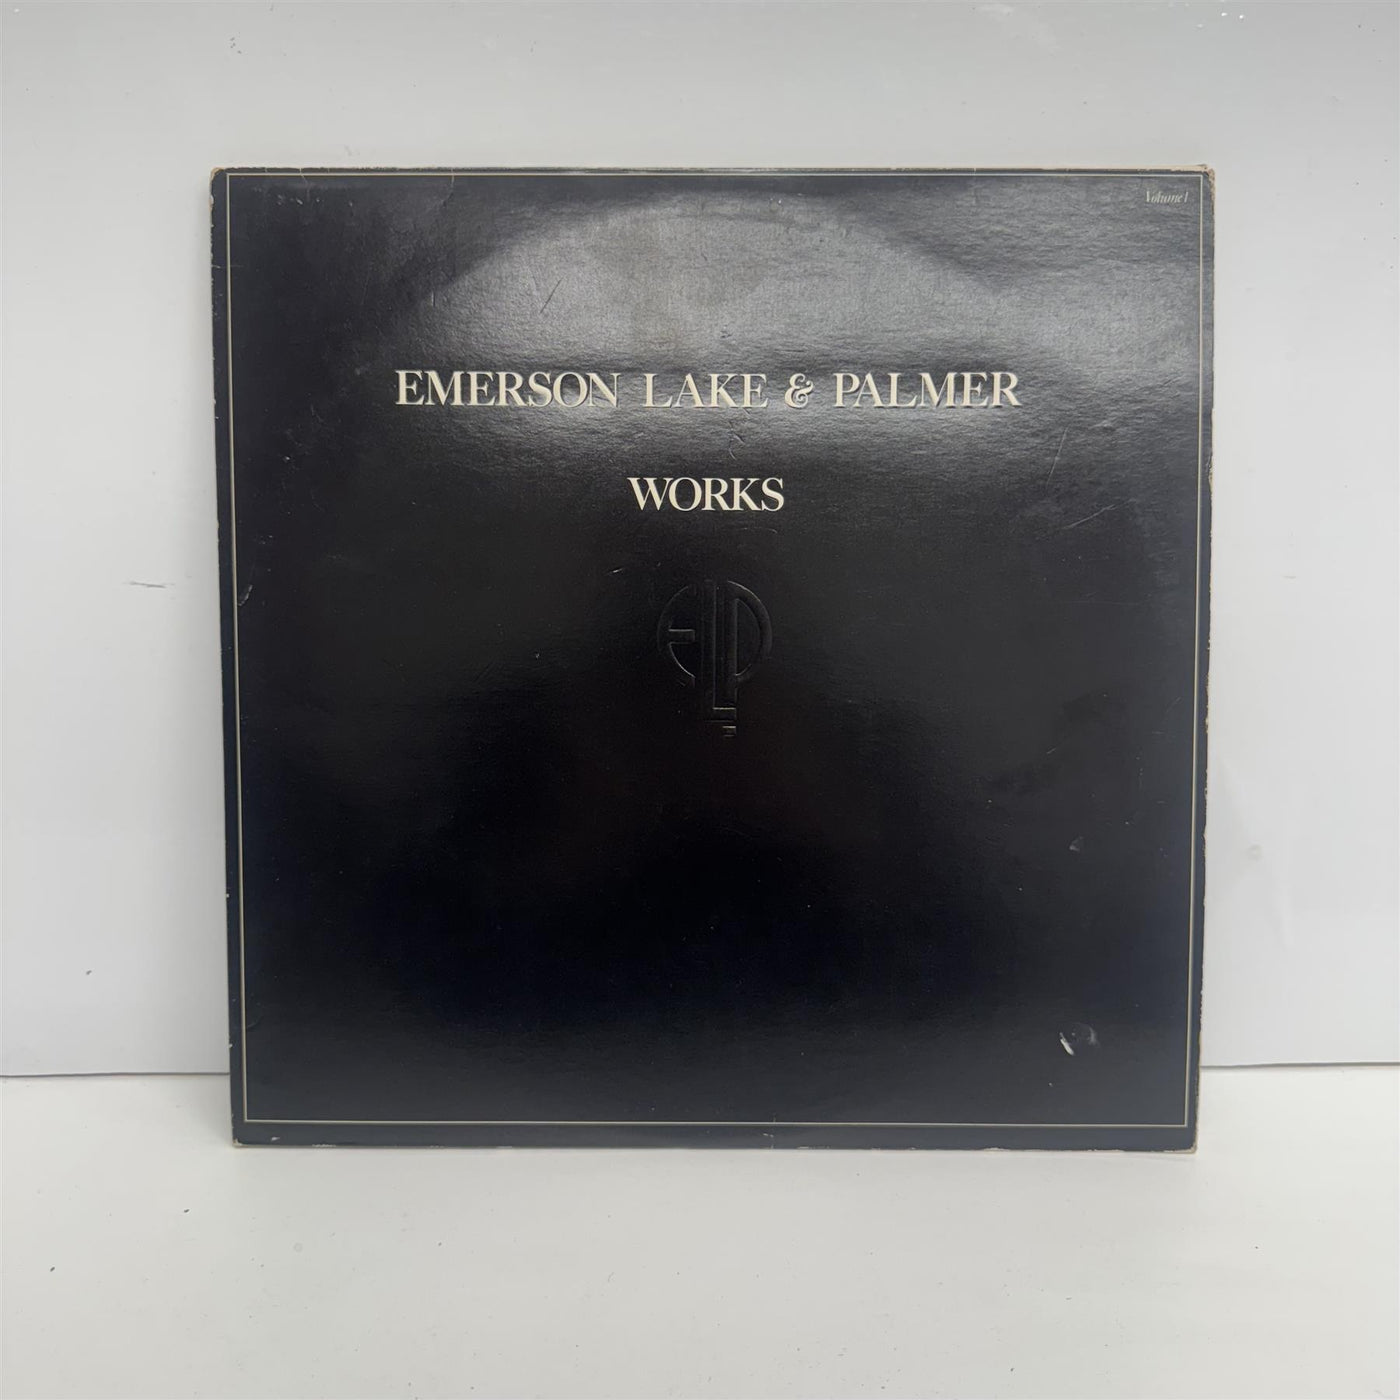 Volume 1
EMERSON LAKE & PALMER
WORKS
ELP